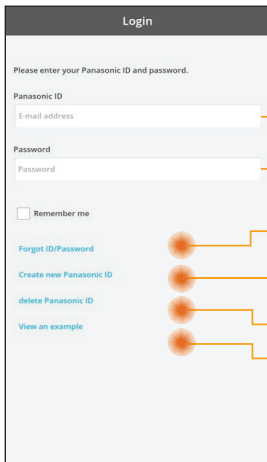 Login
Please enter your Panasonic ID and password.
Panasonic ID
E-mail address
Password
Password
Remember me
Forgot ID/Password
Create new Panasonic ID
delete Panasonic ID
View an example